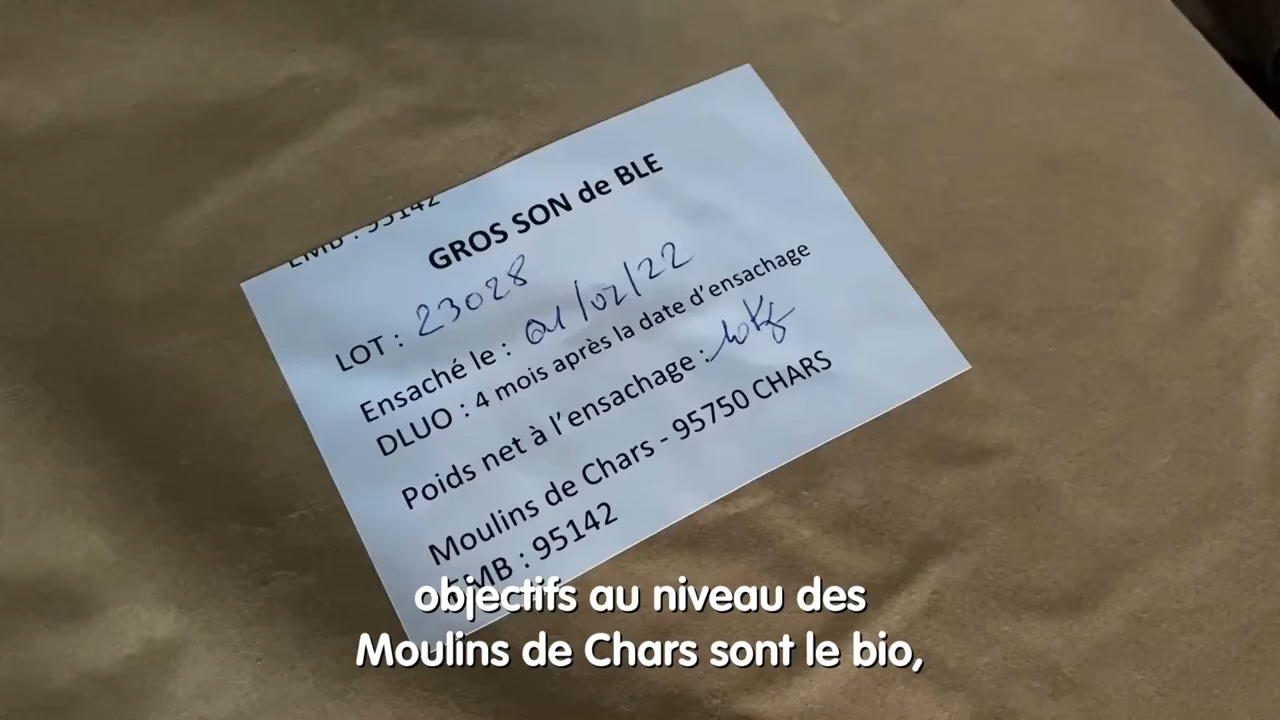 EMB : 95142
GROS SON de BLE
LOT : 23028
Ensaché le : 01/02/22
DLUO : 4 mois après la date d'ensachage
Poids net à l'ensachage : 10kg
Moulins de Chars - 95750 CHARS
EMB : 95142
objectifs au niveau des
Moulins de Chars sont le bio,